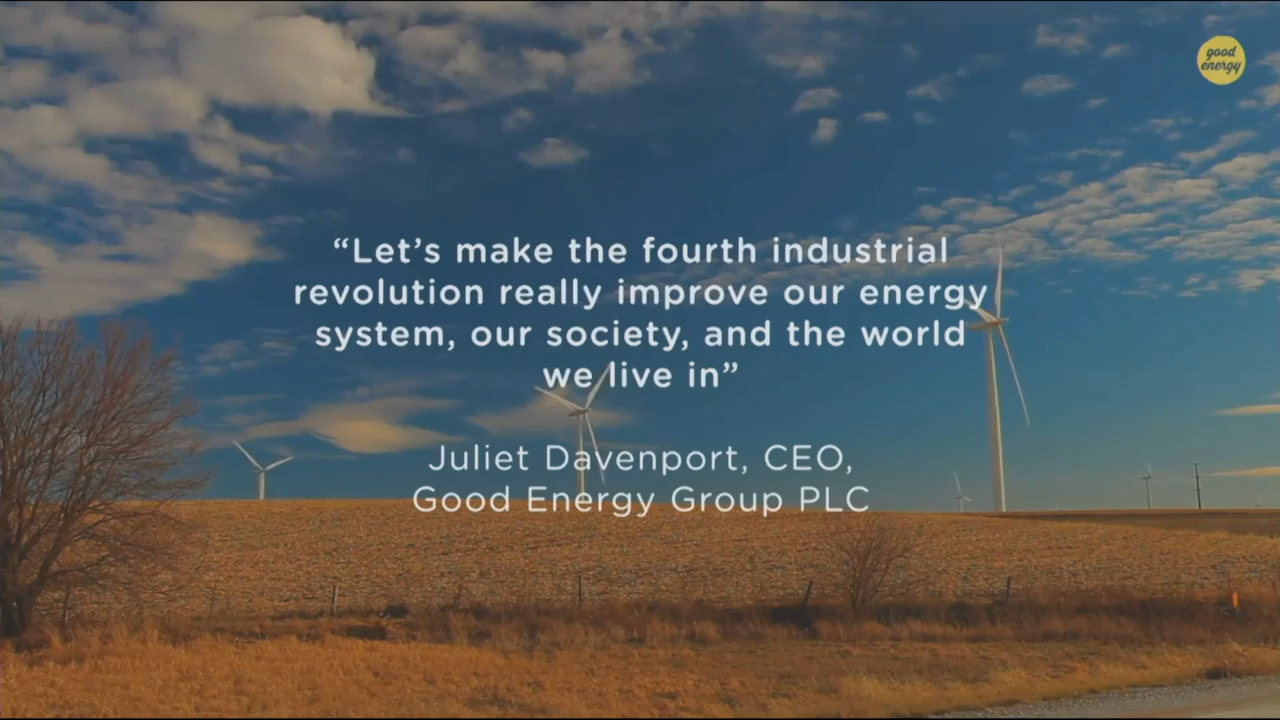 good
energy
“Let’s make the fourth industrial
revolution really improve our energy
system, our society, and the world
we live in”
Juliet Davenport, CEO,
Good Energy Group PLC